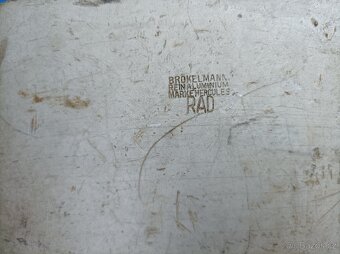 BRÖKELMANN
REINALUMINIUM
MARKE HERCULES
RAD